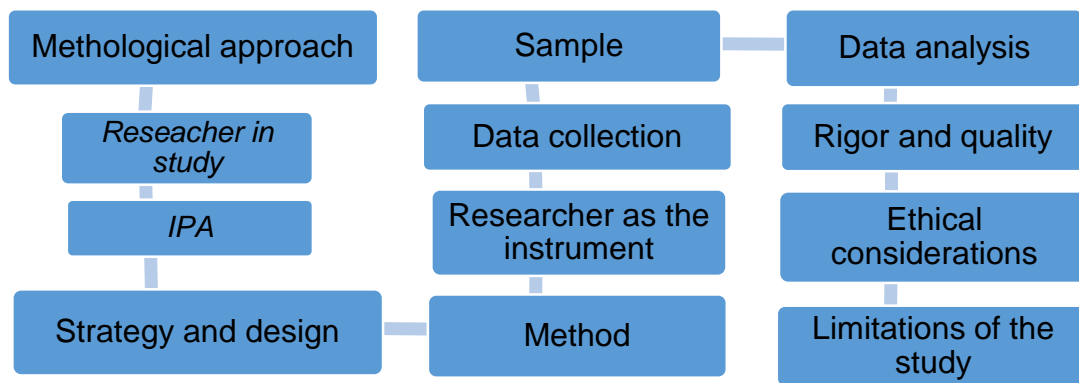 Methological approach
Reseacher in
study
IPA
Strategy and design
Sample
Data collection
Researcher as the
instrument
Method
Data analysis
Rigor and quality
Ethical
considerations
Limitations of the
study